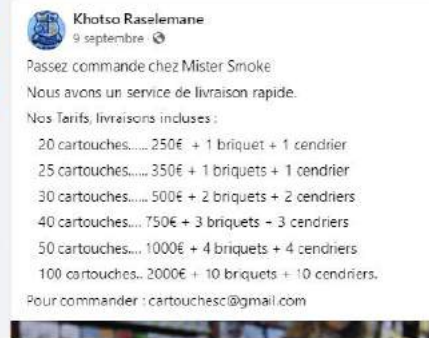 Khotso Raselemane
9 septembre ·
Passez commande chez Mister Smoke
Nous avons un service de livraison rapide.
Nos Tarifs, livraisons incluses :
20 cartouches...... 250€ + 1 briquet + 1 cendrier
25 cartouches...... 350€ + 1 briquets + 1 cendrier
30 cartouches..... 500€ + 2 briquets + 2 cendriers
40 cartouches.... 750€ + 3 briquets + 3 cendriers
50 cartouches.... 1000€ + 4 briquets + 4 cendriers
100 cartouches.. 2000€ + 10 briquets + 10 cendriers.
Pour commander : cartouchesc@gmail.com